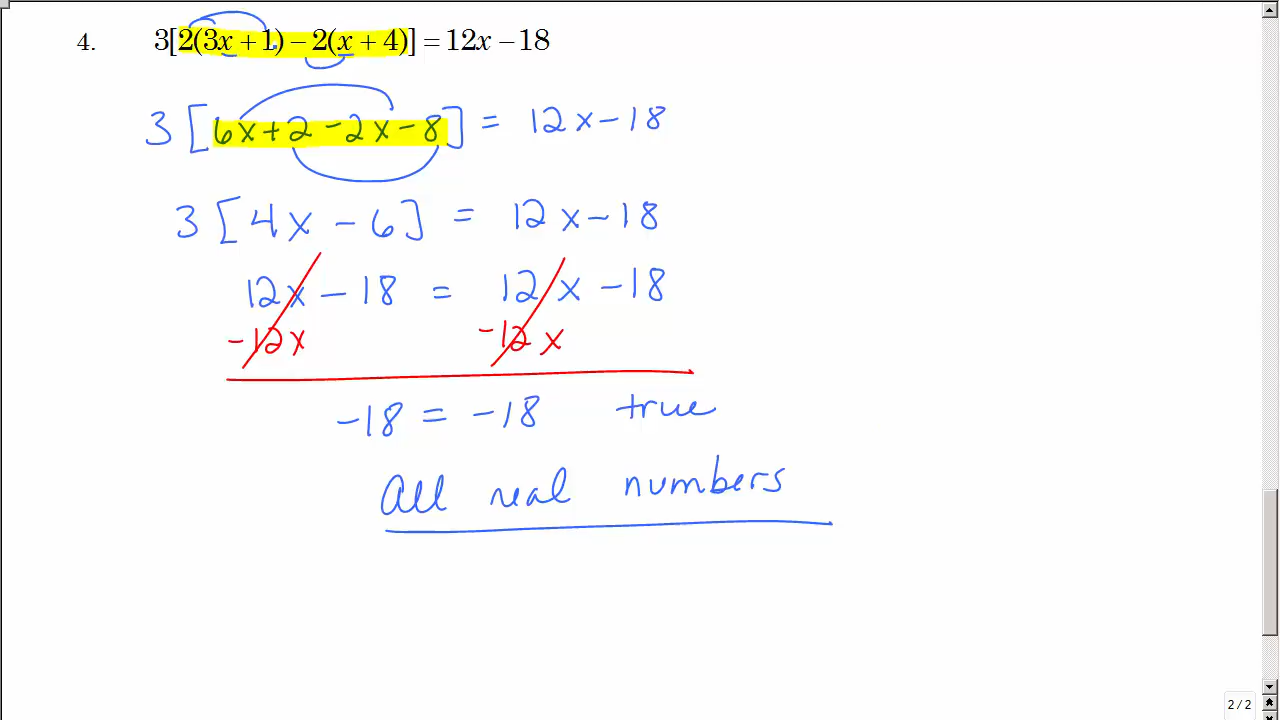 4. 3[2(3x + 1) − 2(x + 4)] = 12x − 18
3 [6x + 2 − 2x − 8] = 12x − 18
3 [4x − 6] = 12x − 18
12x − 18 = 12x − 18
−12x −12x
−18 = −18 true
All real numbers
2 / 2